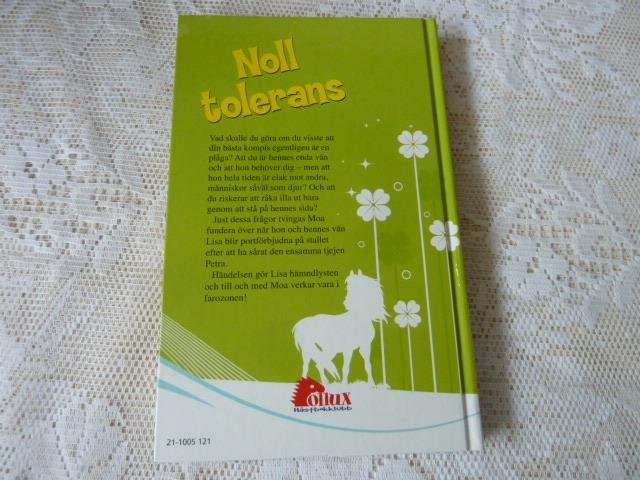 Noll
tolerans
Vad skulle du göra om du visste att
din bästa kompis egentligen är en
plåga? Att du är hennes enda vän
och att hon behöver dig – men att
hon hela tiden är elak mot andra,
människor såväl som djur? Och att
du riskerar att råka illa ut bara
genom att stå på hennes sida?
Just dessa frågor tvingas Moa
fundera över när hon och hennes vän
Lisa blir portförbjudna på stallet
efter att ha sårat den ensamma tjejen
Petra.
Händelsen gör Lisa hämndlysten
och till och med Moa verkar vara i
farozonen!
Pollux
Hästbokklubb
21-1005 121